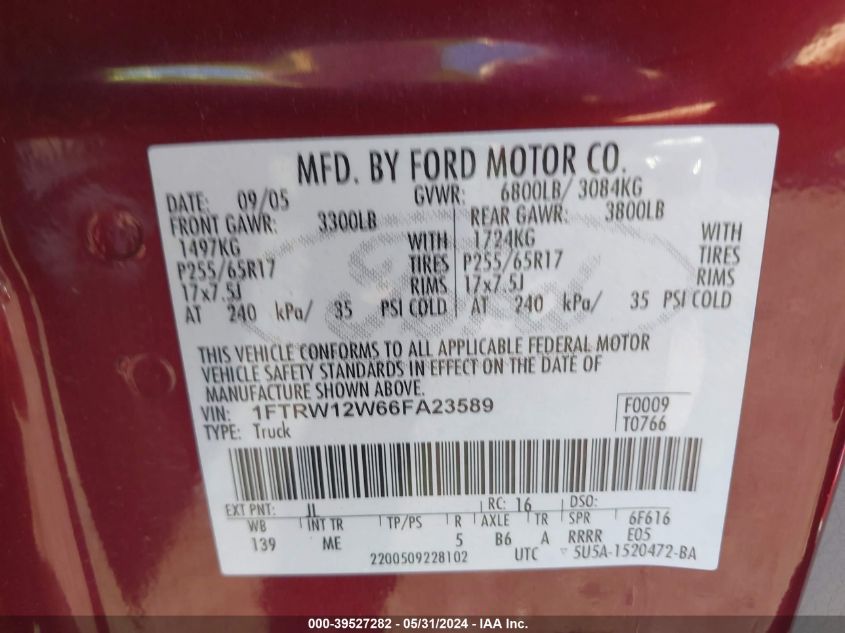 MFD. BY FORD MOTOR CO.
DATE: 09/05 GVWR: 6800LB/ 3084KG
FRONT GAWR: 3300LB REAR GAWR: 3800LB
1497KG WITH 1724KG WITH
P255/65R17 TIRES P255/65R17 TIRES
17x7.5J RIMS 17x7.5J RIMS
AT 240 kPa/ 35 PSI COLD AT 240 kPa/ 35 PSI COLD
Ford
THIS VEHICLE CONFORMS TO ALL APPLICABLE FEDERAL MOTOR
VEHICLE SAFETY STANDARDS IN EFFECT ON THE DATE OF
MANUFACTURE SHOWN ABOVE.
VIN: 1FTRW12W66FA23589 F0009
TYPE: Truck T0766
EXT PNT: JL RC: 16 DSO:
WB INT TR TP/PS R AXLE TR SPR 6F616
139 ME 5 B6 A RRRR E05
2200509228102 UTC 5U5A-1520472-BA
000-39527282 - 05/31/2024 - IAA Inc.